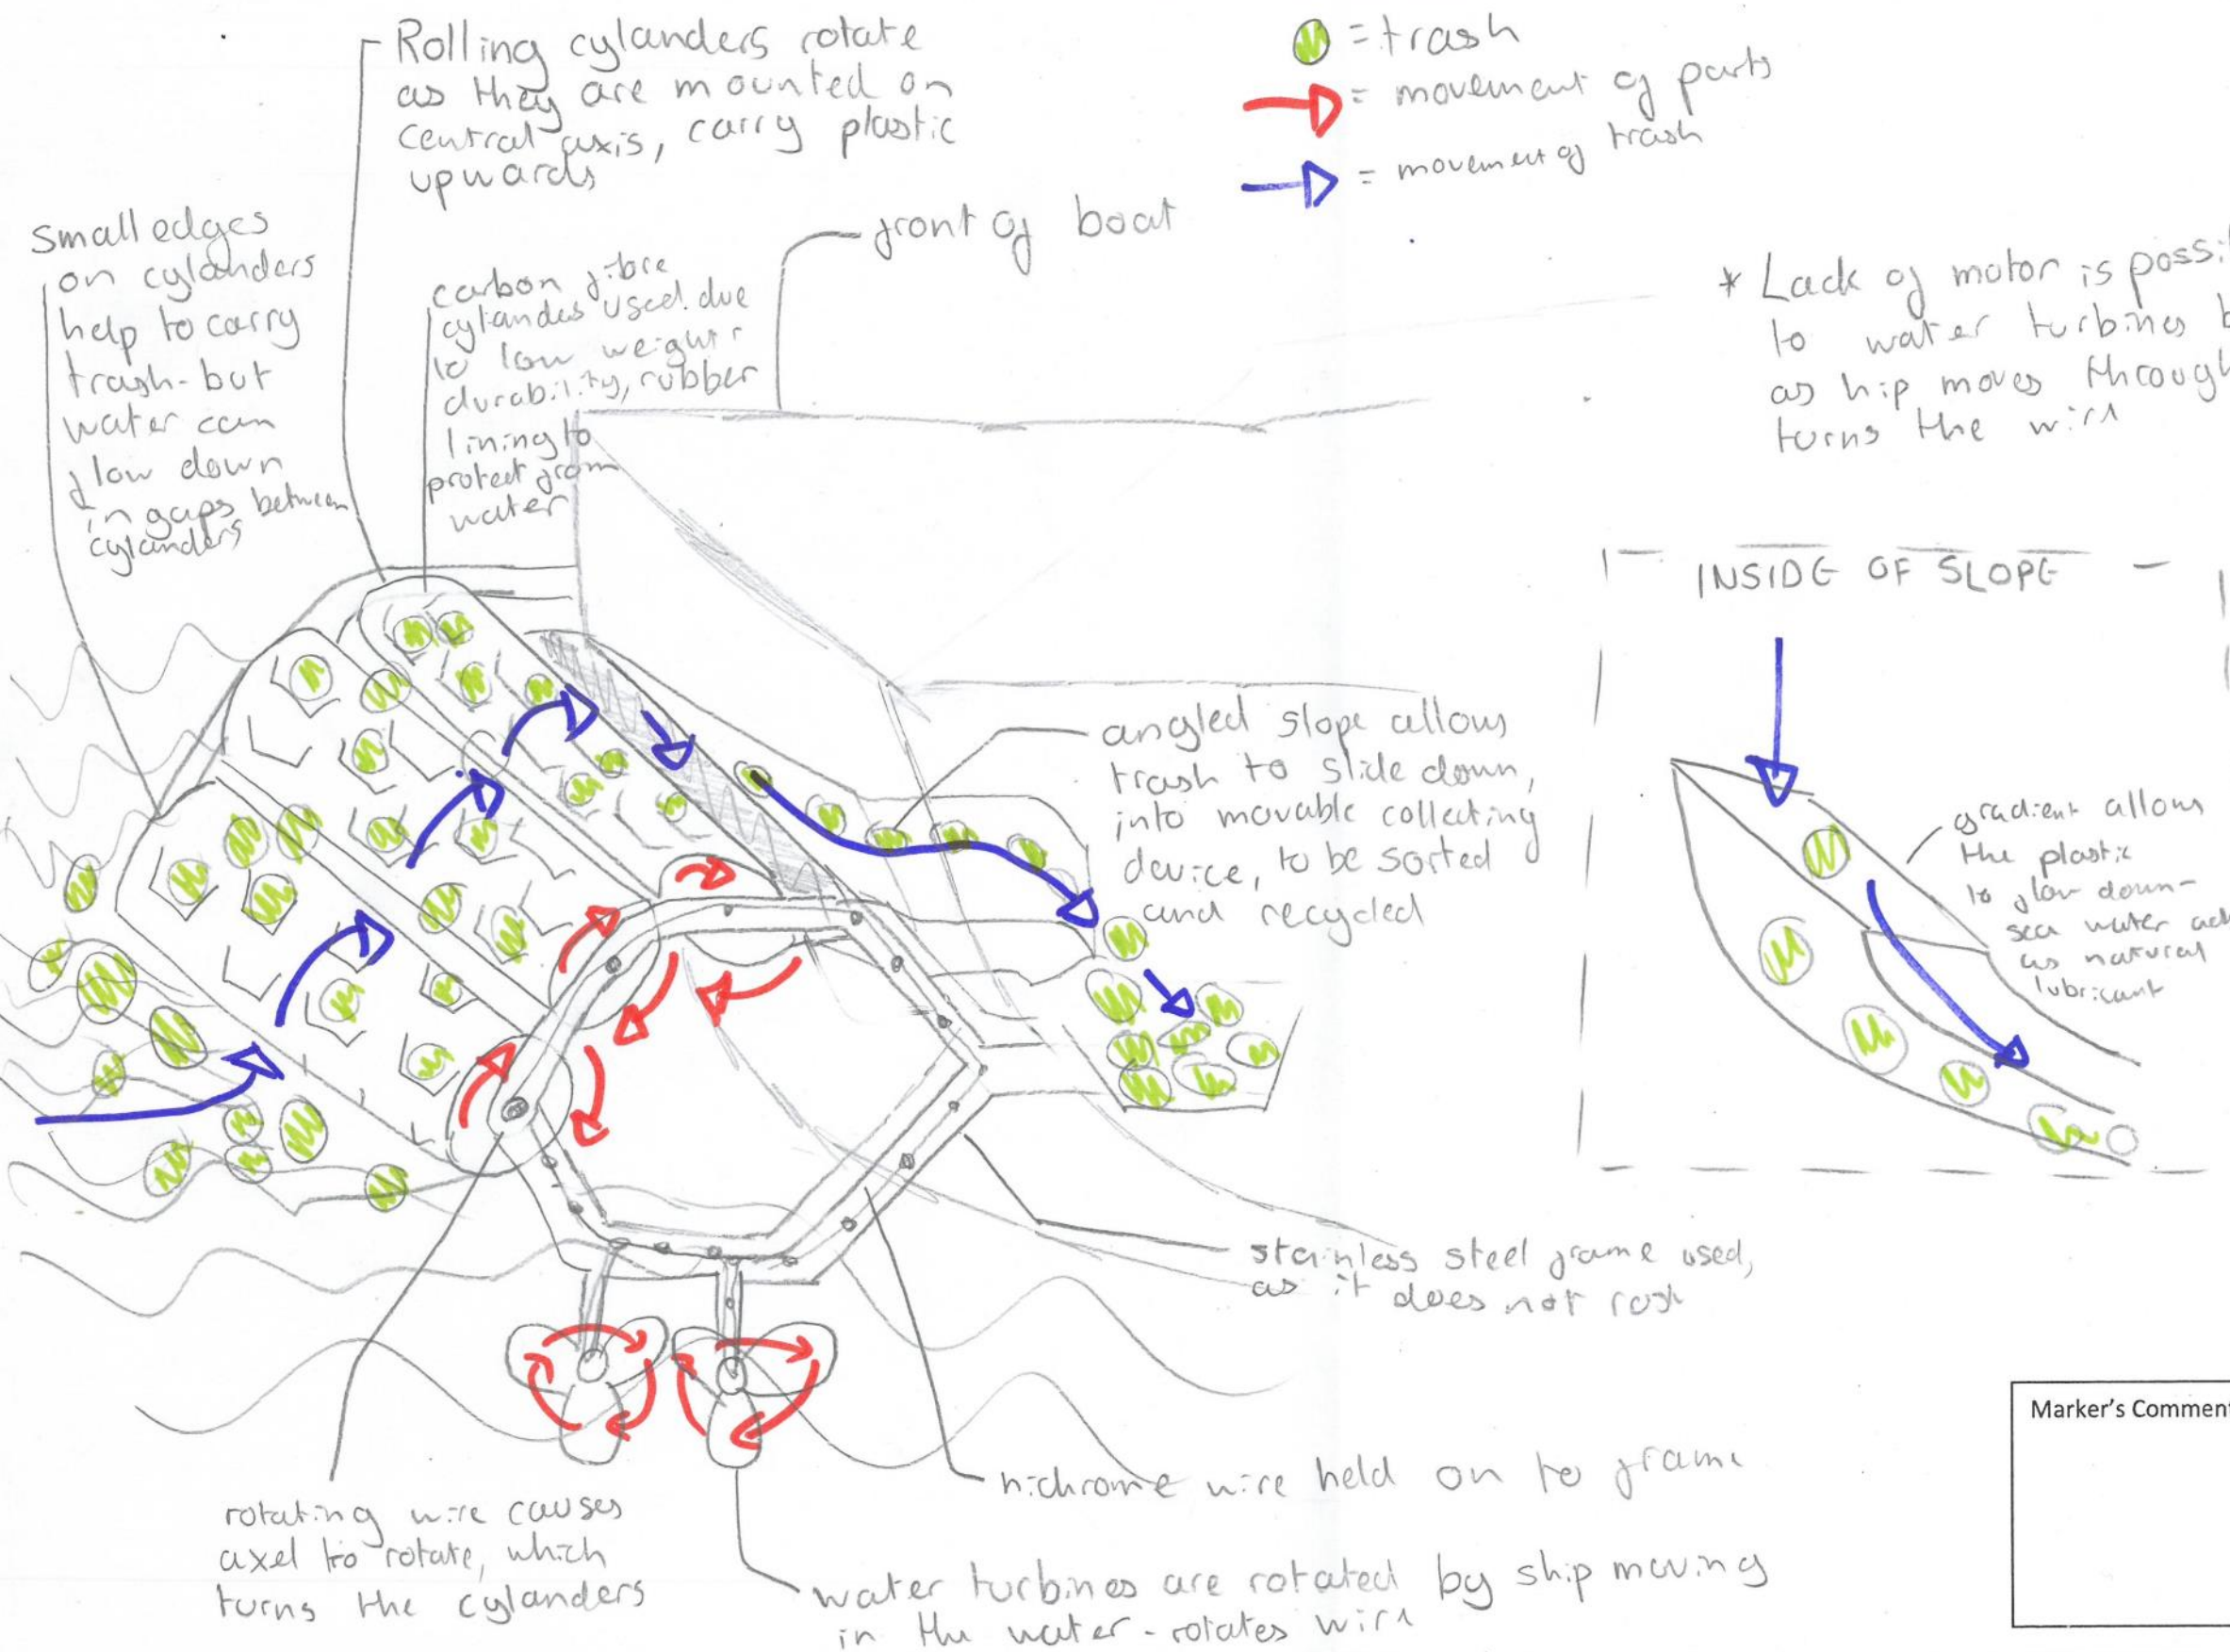 Rolling cylanders rotate
as they are mounted on
central axis, carry plastic
upwards
= trash
= movement of parts
= movement of trash
front of boat
small edges
on cylanders
help to carry
trash - but
water can
flow down
in gaps between
cylanders
carbon fibre
cylanders used due
to low weight
durability, rubber
lining to
protect from
water
* Lack of motor is possi
to water turbines b
as hip moves through
turns the wire
INSIDE OF SLOPE
angled slope allows
trash to slide down,
into movable collecting
device, to be sorted
and recycled
gradient allows
the plastic
to flow down-
sea water act
as natural
lubricant
stainless steel frame used,
as it does not rust
Marker's Comment
nichrome wire held on to frame
rotating wire causes
axel to rotate, which
turns the cylanders
water turbines are rotated by ship moving
in the water - rotates wire